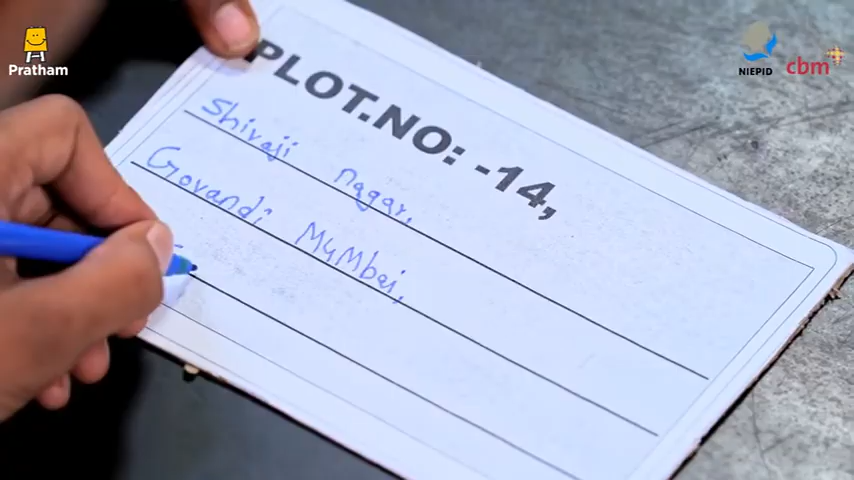 Pratham
NIEPID
cbm
PLOT.NO: -14,
Shivaji nagar,
Govandi MuMbai,